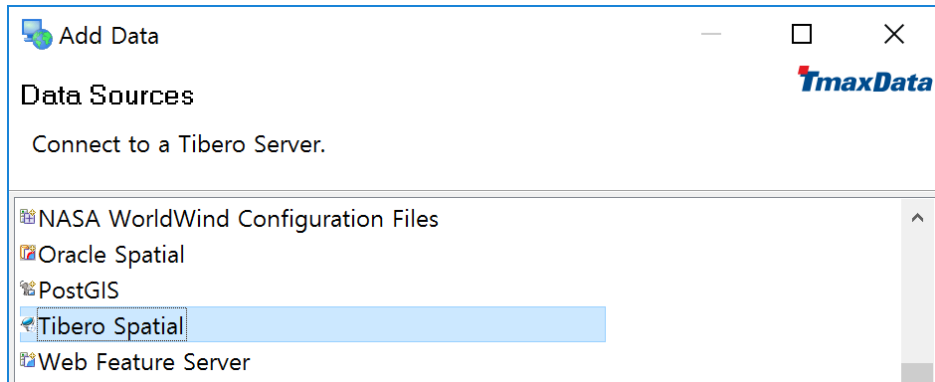 Add Data
TmaxData
Data Sources
Connect to a Tibero Server.
NASA WorldWind Configuration Files
Oracle Spatial
PostGIS
Tibero Spatial
Web Feature Server